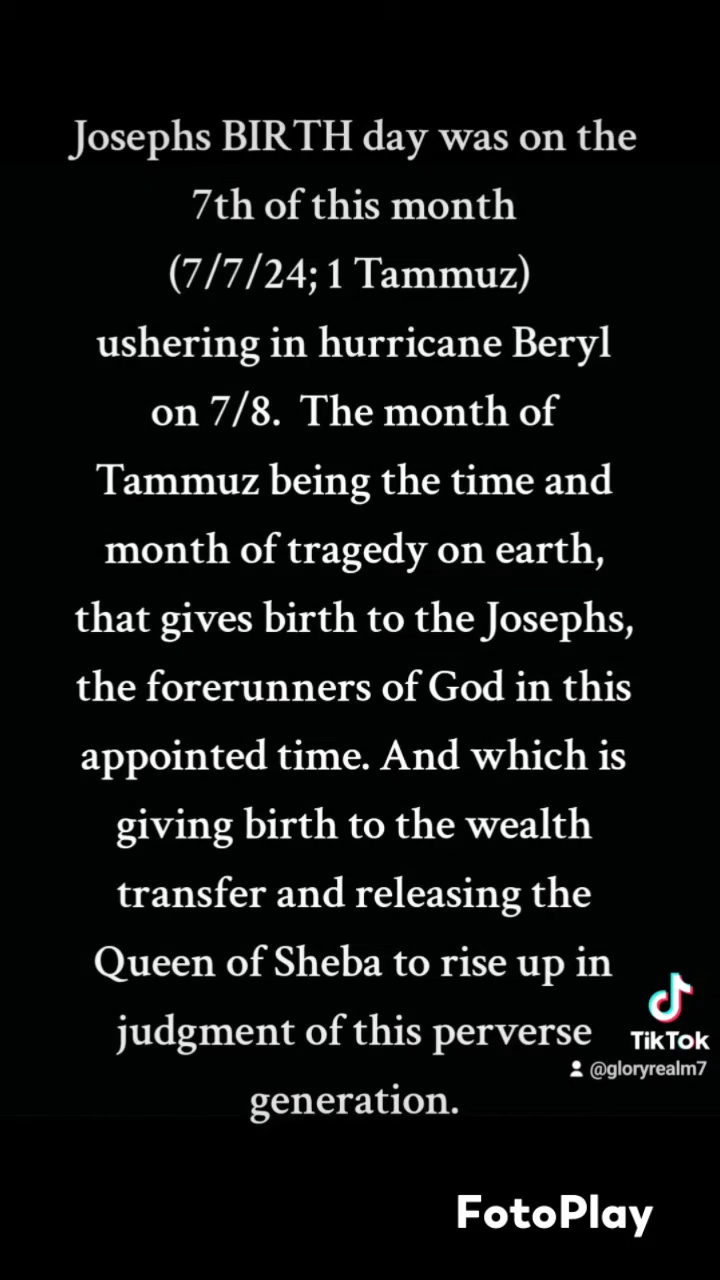 Josephs BIRTH day was on the
7th of this month
(7/7/24; 1 Tammuz)
ushering in hurricane Beryl
on 7/8.  The month of
Tammuz being the time and
month of tragedy on earth,
that gives birth to the Josephs,
the forerunners of God in this
appointed time. And which is
giving birth to the wealth
transfer and releasing the
Queen of Sheba to rise up in
judgment of this perverse
generation.
TikTok
@gloryrealm7
FotoPlay